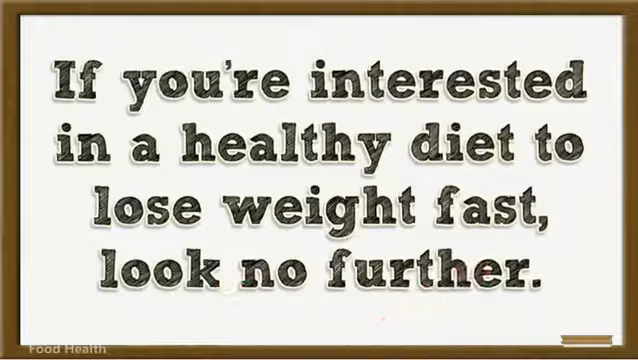 If you're interested
in a healthy diet to
lose weight fast,
look no further.
Food Health